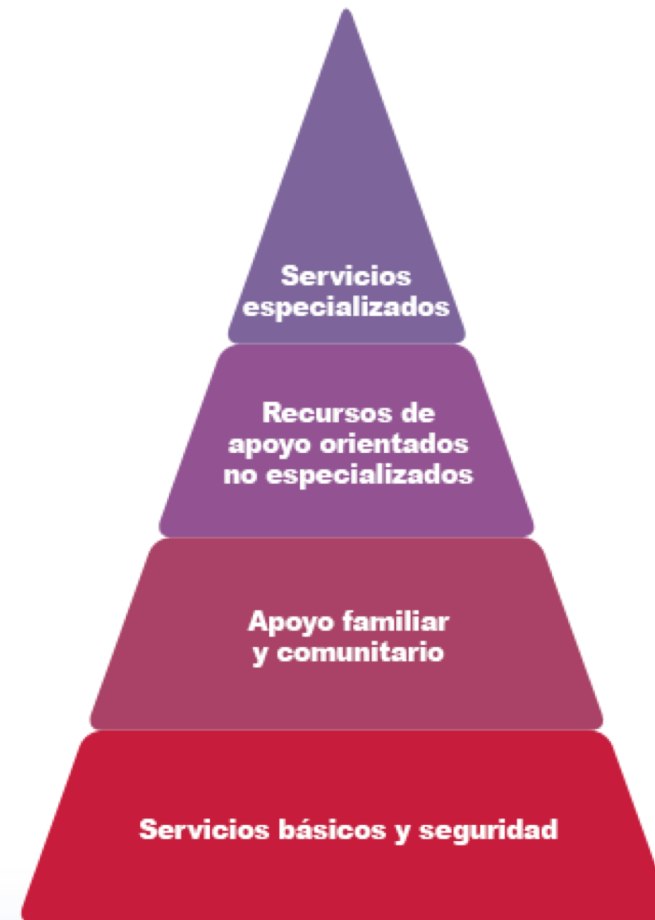 Servicios
especializados
Recursos de
apoyo orientados
no especializados
Apoyo familiar
y comunitario
Servicios básicos y seguridad